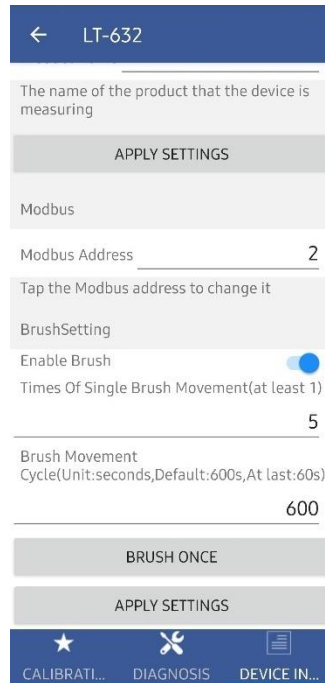 LT-632
The name of the product that the device is
measuring
APPLY SETTINGS
Modbus
Modbus Address 2
Tap the Modbus address to change it
BrushSetting
Enable Brush
Times Of Single Brush Movement(at least 1)
5
Brush Movement
Cycle(Unit:seconds,Default:600s,At last:60s)
600
BRUSH ONCE
APPLY SETTINGS
CALIBRATI... DIAGNOSIS DEVICE IN...